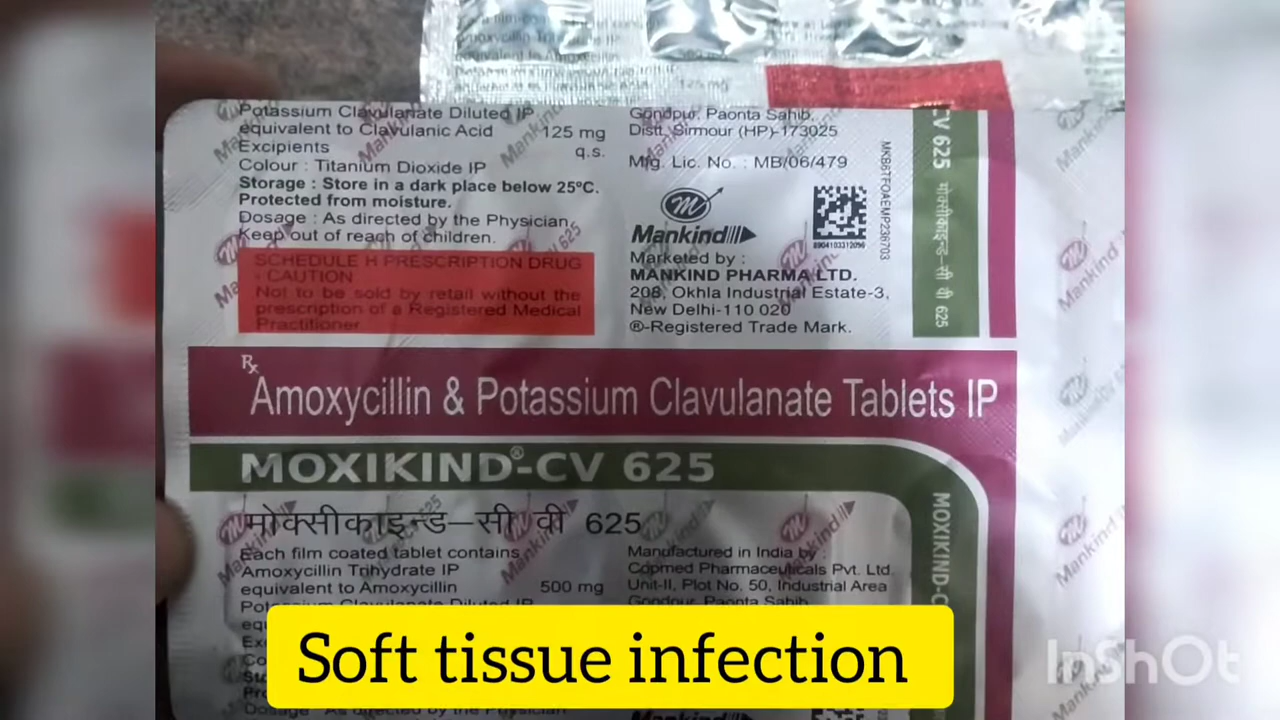 Potassium Clavulanate Diluted IP
equivalent to Clavulanic Acid 125 mg
Excipients q.s.
Colour : Titanium Dioxide IP
Storage : Store in a dark place below 25ºC.
Protected from moisture.
Dosage : As directed by the Physician.
Keep out of reach of children.
SCHEDULE H PRESCRIPTION DRUG
- CAUTION
Not to be sold by retail without the
prescription of a Registered Medical
Practitioner
Gondpur, Paonta Sahib,
Distt. Sirmour (HP)-173025
Mfg. Lic. No. : MB/06/479
Mankind
Marketed by :
MANKIND PHARMA LTD.
208, Okhla Industrial Estate-3,
New Delhi-110 020
®-Registered Trade Mark.
CV 625 मोक्सीकाइन्ड–सी वी 625
Rx
Amoxycillin & Potassium Clavulanate Tablets IP
MOXIKIND®-CV 625
मोक्सीकाइन्ड–सी वी 625
Each film coated tablet contains
Amoxycillin Trihydrate IP
equivalent to Amoxycillin 500 mg
Manufactured in India by :
Copmed Pharmaceuticals Pvt. Ltd.
Unit-II, Plot No. 50, Industrial Area
Gondpur, Paonta Sahib,
MOXIKIND-C
Soft tissue infection
InShOt